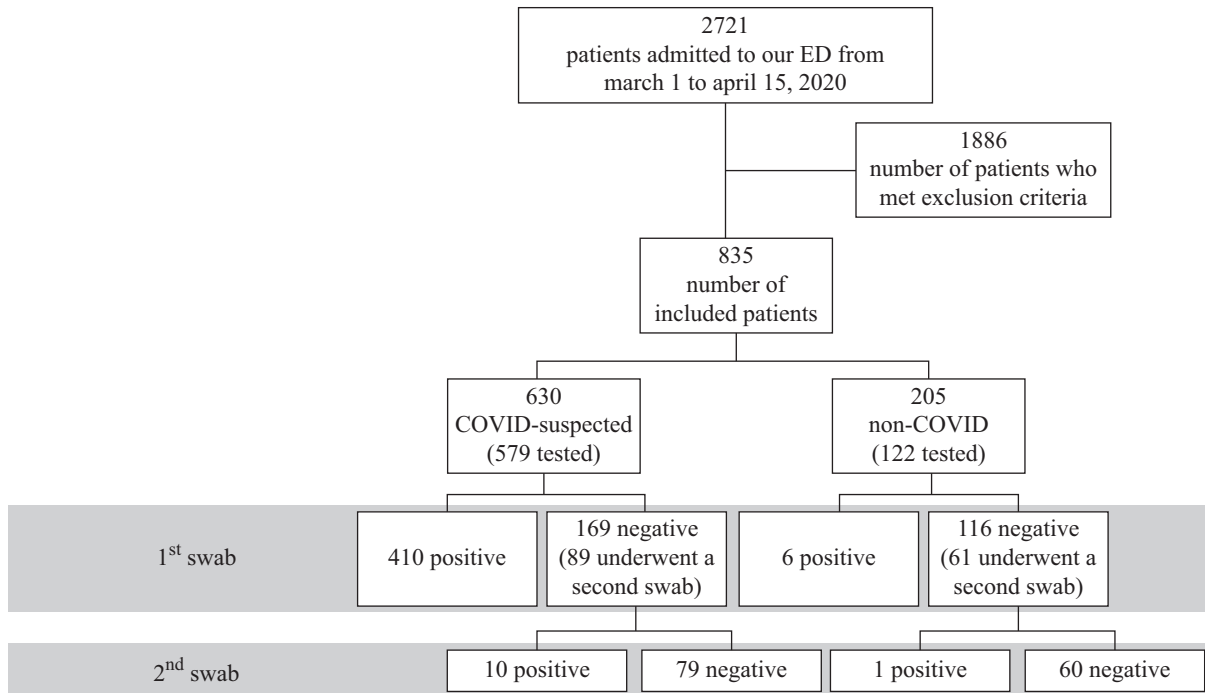 2721
patients admitted to our ED from
march 1 to april 15, 2020
1886
number of patients who
met exclusion criteria
835
number of
included patients
630
COVID-suspected
(579 tested)
205
non-COVID
(122 tested)
1st swab
410 positive
169 negative
(89 underwent a
second swab)
6 positive
116 negative
(61 underwent a
second swab)
2nd swab
10 positive
79 negative
1 positive
60 negative